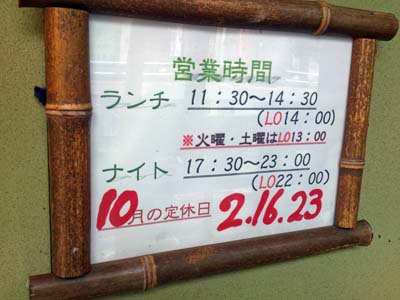 営業時間
ランチ 11:30～14:30
(LO14:00)
※火曜・土曜はLO13:00
ナイト 17:30～23:00
(LO22:00)
10月の定休日 2.16.23